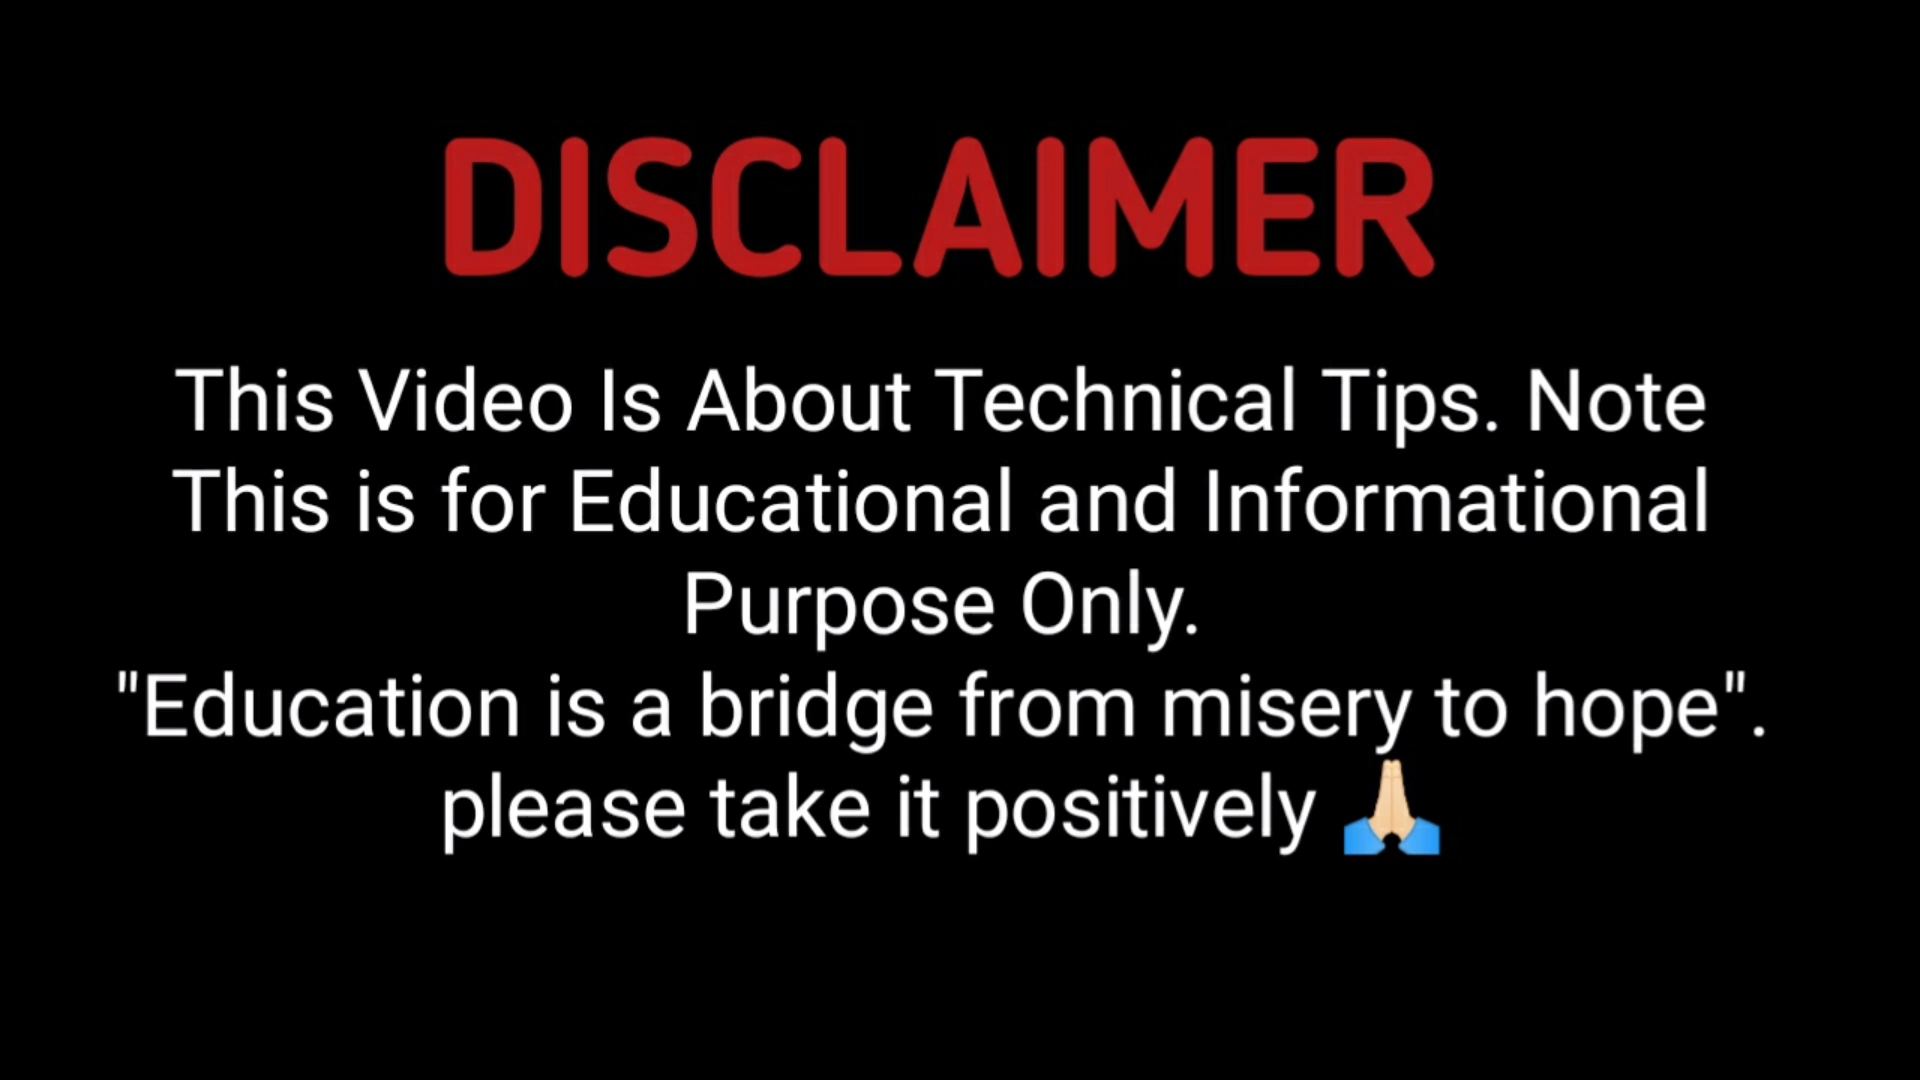 DISCLAIMER
This Video Is About Technical Tips. Note
This is for Educational and Informational
Purpose Only.
"Education is a bridge from misery to hope".
please take it positively 🙏🏻